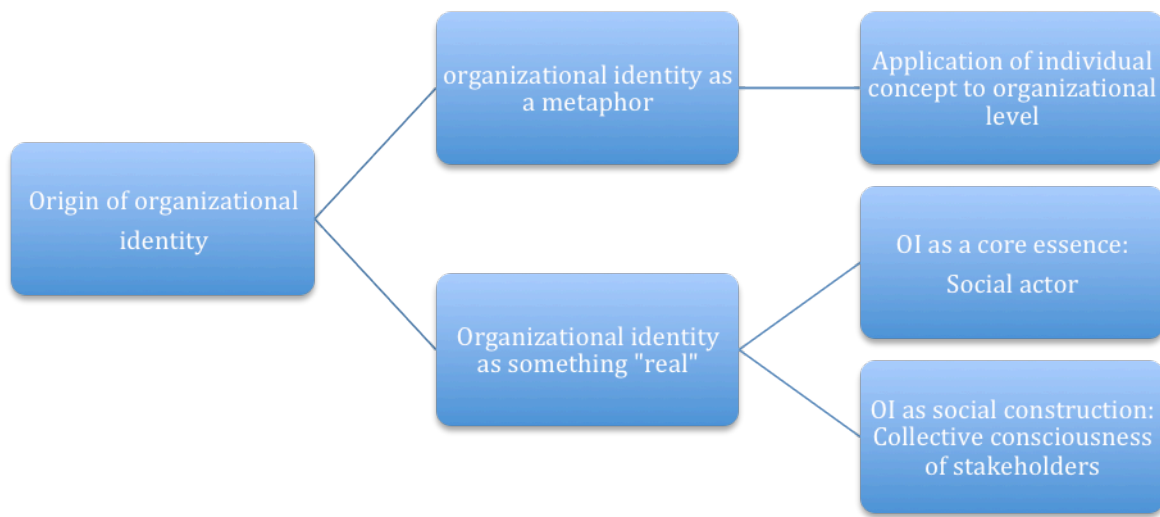 Origin of organizational
identity
organizational identity as
a metaphor
Application of individual
concept to organizational
level
Organizational identity
as something "real"
OI as a core essence:
Social actor
OI as social construction:
Collective consciousness
of stakeholders